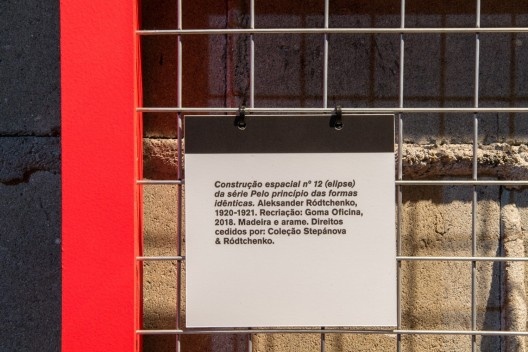 Construção espacial nº 12 (elipse)
da série Pelo princípio das formas
idênticas. Aleksander Ródtchenko,
1920-1921. Recriação: Goma Oficina,
2018. Madeira e arame. Direitos
cedidos por: Coleção Stepánova
& Ródtchenko.